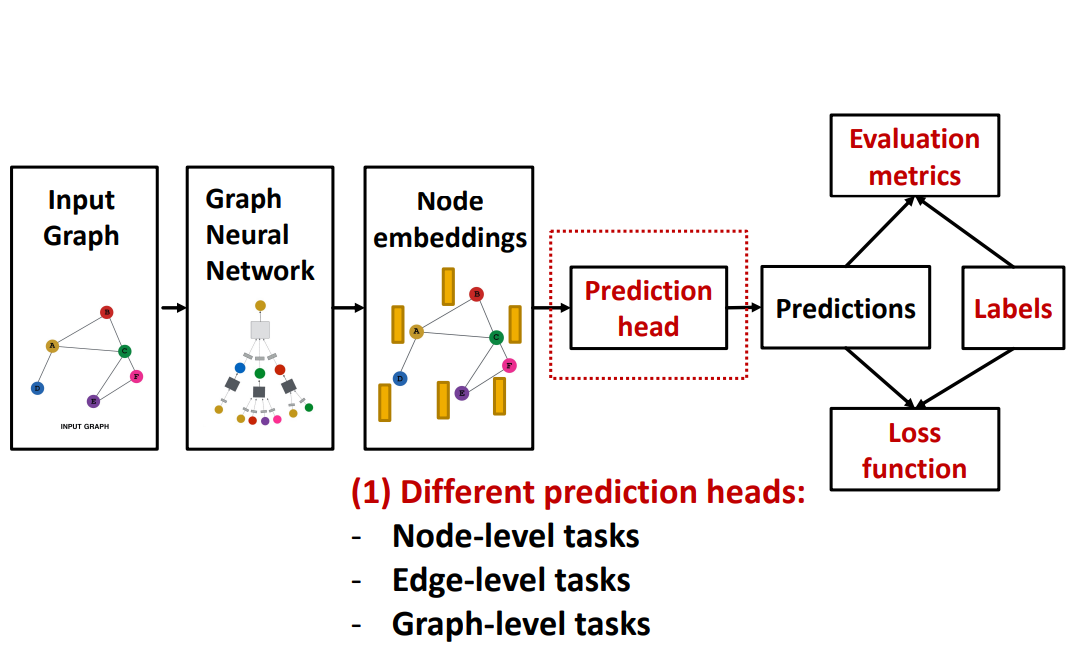 Input
Graph
B
A
C
F
D
E
INPUT GRAPH
Graph
Neural
Network
Node
embeddings
B
A
C
F
D
E
Prediction
head
Predictions
Labels
Evaluation
metrics
Loss
function
(1) Different prediction heads:
- Node-level tasks
- Edge-level tasks
- Graph-level tasks